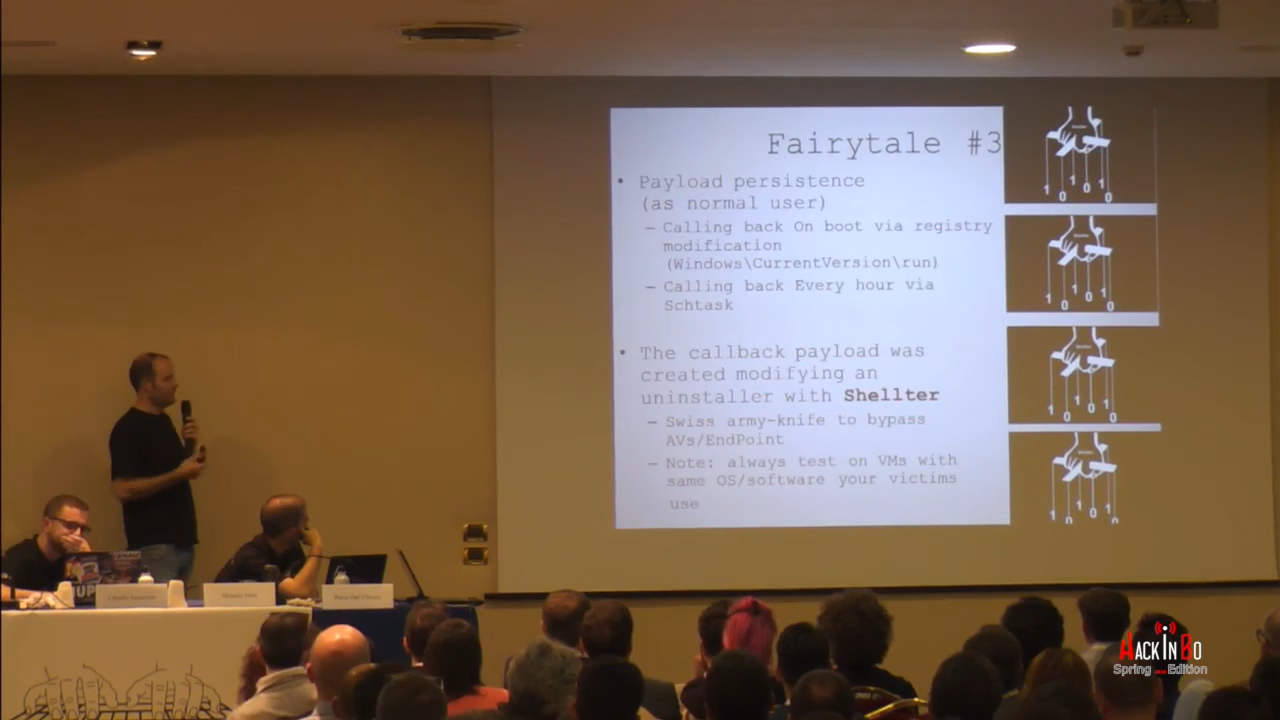 Fairytale #3
• Payload persistence
(as normal user)
– Calling back On boot via registry
modification
(Windows\CurrentVersion\run)
– Calling back Every hour via
Schtask
• The callback payload was
created modifying an
uninstaller with Shellter
– Swiss army-knife to bypass
AVs/EndPoint
– Note: always test on VMs with
same OS/software your victims
use
1 0 1 0 0
1 0 1 0 0
1 0 1 0 0
1 0 1 0
HackInBo
Spring Edition